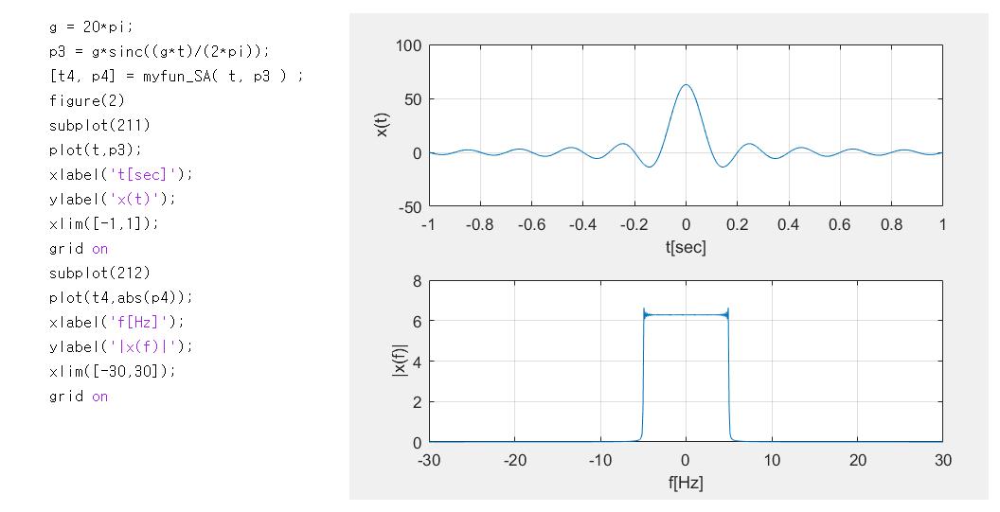 g = 20*pi;
p3 = g*sinc((g*t)/(2*pi));
[t4, p4] = myfun_SA( t, p3 ) ;
figure(2)
subplot(211)
plot(t,p3);
xlabel('t[sec]');
ylabel('x(t)');
xlim([-1,1]);
grid on
subplot(212)
plot(t4,abs(p4));
xlabel('f[Hz]');
ylabel('|x(f)|');
xlim([-30,30]);
grid on
100
50
0
-50
x(t)
-1 -0.8 -0.6 -0.4 -0.2 0 0.2 0.4 0.6 0.8 1
t[sec]
8
6
4
2
0
|x(f)|
-30 -20 -10 0 10 20 30
f[Hz]